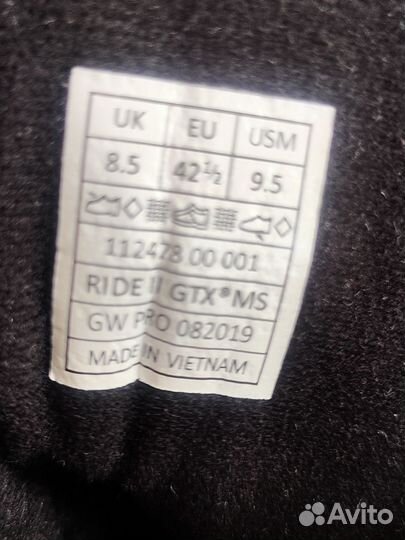 UK EU USM
8.5 42½ 9.5
112478 00 001
RIDE II GTX® MS
GW PRO 082019
MADE IN VIETNAM
Avito